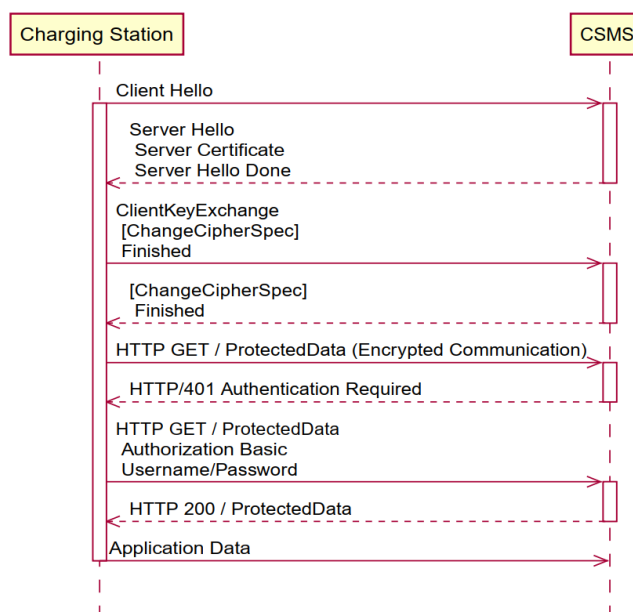 Charging Station
CSMS
Client Hello
Server Hello
Server Certificate
Server Hello Done
ClientKeyExchange
[ChangeCipherSpec]
Finished
[ChangeCipherSpec]
Finished
HTTP GET / ProtectedData (Encrypted Communication)
HTTP/401 Authentication Required
HTTP GET / ProtectedData
Authorization Basic
Username/Password
HTTP 200 / ProtectedData
Application Data